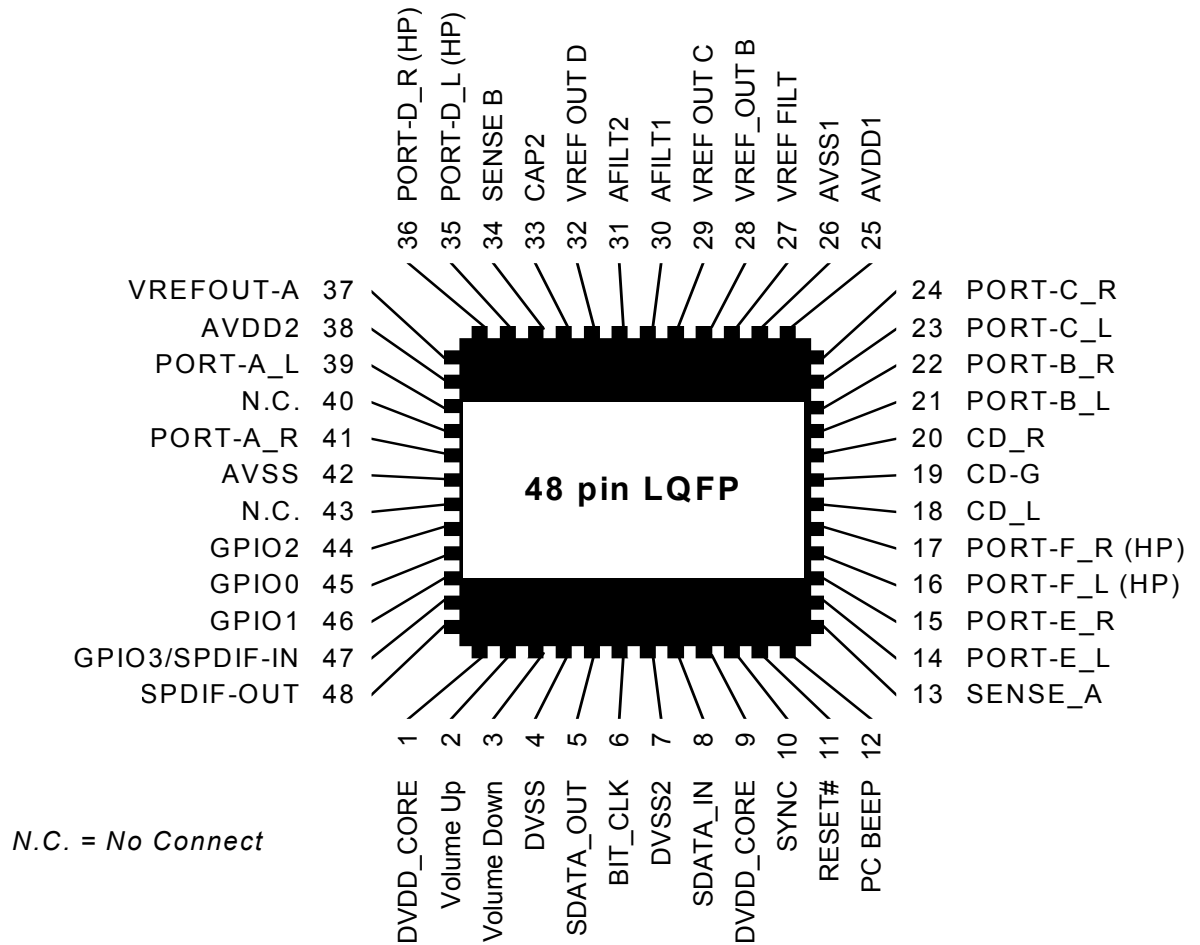 36 PORT-D_R (HP)
35 PORT-D_L (HP)
34 SENSE B
33 CAP2
32 VREF OUT D
31 AFILT2
30 AFILT1
29 VREF OUT C
28 VREF_OUT B
27 VREF FILT
26 AVSS1
25 AVDD1
VREFOUT-A 37
AVDD2 38
PORT-A_L 39
N.C. 40
PORT-A_R 41
AVSS 42
N.C. 43
GPIO2 44
GPIO0 45
GPIO1 46
GPIO3/SPDIF-IN 47
SPDIF-OUT 48
48 pin LQFP
24 PORT-C_R
23 PORT-C_L
22 PORT-B_R
21 PORT-B_L
20 CD_R
19 CD-G
18 CD_L
17 PORT-F_R (HP)
16 PORT-F_L (HP)
15 PORT-E_R
14 PORT-E_L
13 SENSE_A
DVDD_CORE 1
Volume Up 2
Volume Down 3
DVSS 4
SDATA_OUT 5
BIT_CLK 6
DVSS2 7
SDATA_IN 8
DVDD_CORE 9
SYNC 10
RESET# 11
PC BEEP 12
N.C. = No Connect